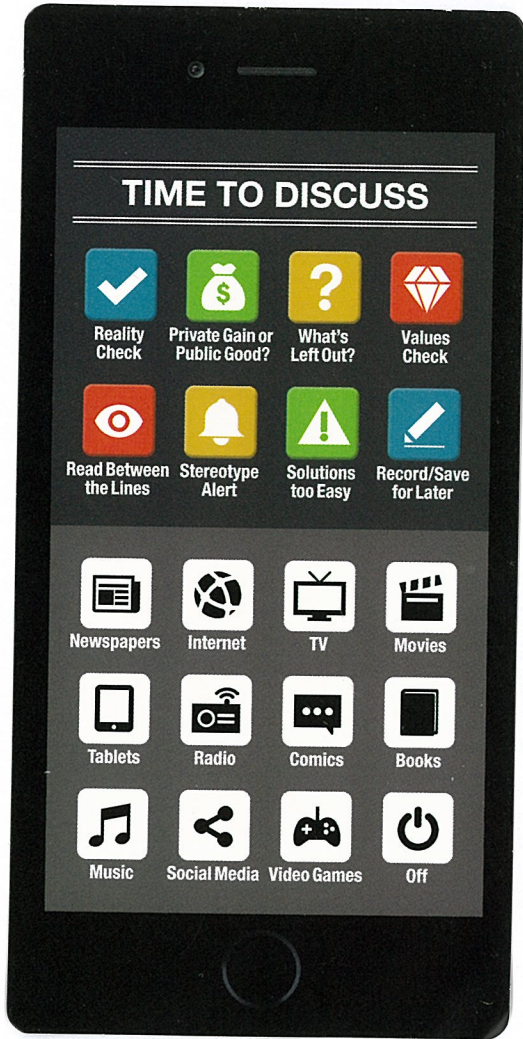 TIME TO DISCUSS
Reality
Check
Private Gain or
Public Good?
What's
Left Out?
Values
Check
Read Between
the Lines
Stereotype
Alert
Solutions
too Easy
Record/Save
for Later
Newspapers
Internet
TV
Movies
Tablets
Radio
Comics
Books
Music
Social Media
Video Games
Off